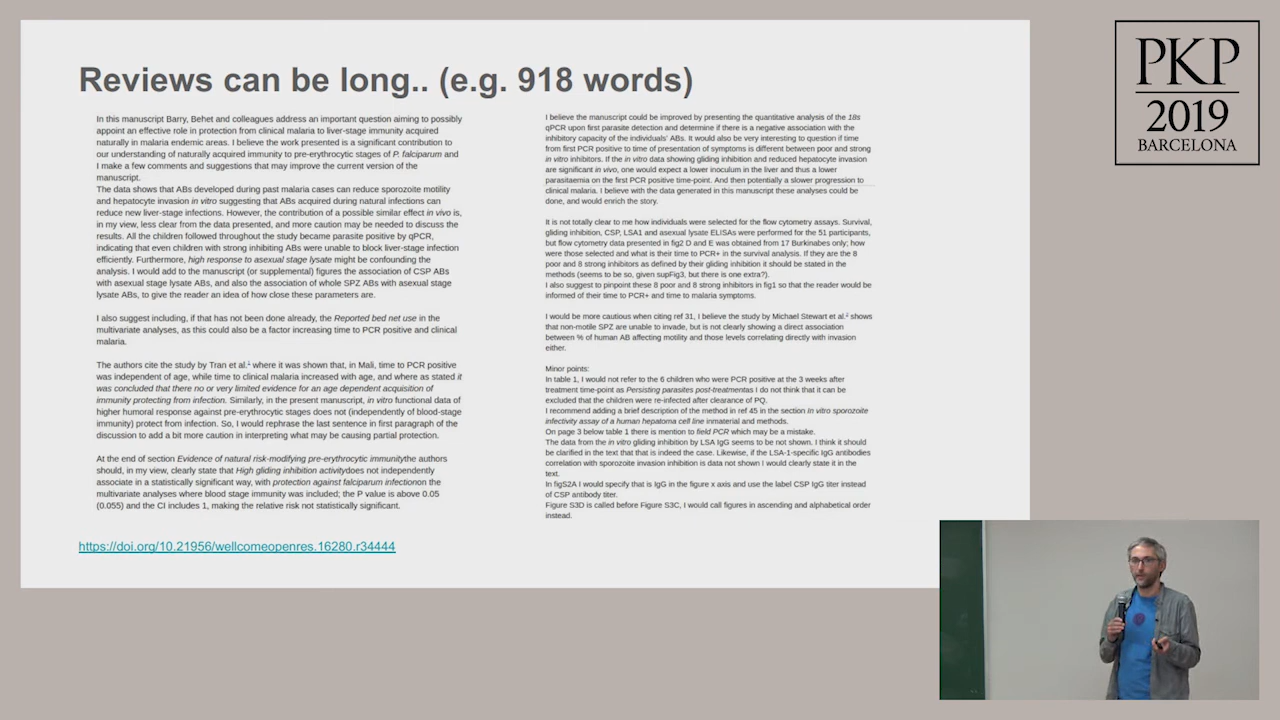 Reviews can be long.. (e.g. 918 words)
In this manuscript Barry, Behet and colleagues address an important question aiming to possibly
appoint an effective role in protection from clinical malaria to liver-stage immunity acquired
naturally in malaria endemic areas. I believe the work presented is a significant contribution to
our understanding of naturally acquired immunity to pre-erythrocytic stages of P. falciparum and
I make a few comments and suggestions that may improve the current version of the
manuscript.
The data shows that ABs developed during past malaria cases can reduce sporozoite motility
and hepatocyte invasion in vitro suggesting that ABs acquired during natural infections can
reduce new liver-stage infections. However, the contribution of a possible similar effect in vivo is,
in my view, less clear from the data presented, and more caution may be needed to discuss the
results. All the children followed throughout the study became parasite positive by qPCR,
indicating that even children with strong inhibiting ABs were unable to block liver-stage infection
efficiently. Furthermore, high response to asexual stage lysate might be confounding the
analysis. I would add to the manuscript (or supplemental) figures the association of CSP ABs
with asexual stage lysate ABs, and also the association of whole SPZ ABs with asexual stage
lysate ABs, to give the reader an idea of how close these parameters are.
I also suggest including, if that has not been done already, the Reported bed net use in the
multivariate analyses, as this could also be a factor increasing time to PCR positive and clinical
malaria.
The authors cite the study by Tran et al.¹ where it was shown that, in Mali, time to PCR positive
was independent of age, while time to clinical malaria increased with age, and where as stated it
was concluded that there no or very limited evidence for an age dependent acquisition of
immunity protecting from infection. Similarly, in the present manuscript, in vitro functional data of
higher humoral response against pre-erythrocytic stages does not (independently of blood-stage
immunity) protect from infection. So, I would rephrase the last sentence in first paragraph of the
discussion to add a bit more caution in interpreting what may be causing partial protection.
At the end of section Evidence of natural risk-modifying pre-erythrocytic immunitythe authors
should, in my view, clearly state that High gliding inhibition activitydoes not independently
associate in a statistically significant way, with protection against falciparum infectionon the
multivariate analyses where blood stage immunity was included; the P value is above 0.05
(0.055) and the CI includes 1, making the relative risk not statistically significant.
https://doi.org/10.21956/wellcomeopenres.16280.r34444
I believe the manuscript could be improved by presenting the quantitative analysis of the 18s
qPCR upon first parasite detection and determine if there is a negative association with the
inhibitory capacity of the individuals' ABs. It would also be very interesting to question if time
from first PCR positive to time of presentation of symptoms is different between poor and strong
in vitro inhibitors. If the in vitro data showing gliding inhibition and reduced hepatocyte invasion
are significant in vivo, one would expect a lower inoculum in the liver and thus a lower
parasitaemia on the first PCR positive time-point. And then potentially a slower progression to
clinical malaria. I believe with the data generated in this manuscript these analyses could be
done, and would enrich the story.
It is not totally clear to me how individuals were selected for the flow cytometry assays. Survival,
gliding inhibition, CSP, LSA1 and asexual lysate ELISAs were performed for the 51 participants,
but flow cytometry data presented in fig2 D and E was obtained from 17 Burkinabes only; how
were those selected and what is their time to PCR+ in the survival analysis. If they are the 8
poor and 8 strong inhibitors as defined by their gliding inhibition it should be stated in the
methods (seems to be so, given supFig3, but there is one extra?).
I also suggest to pinpoint these 8 poor and 8 strong inhibitors in fig1 so that the reader would be
informed of their time to PCR+ and time to malaria symptoms.
I would be more cautious when citing ref 31, I believe the study by Michael Stewart et al.² shows
that non-motile SPZ are unable to invade, but is not clearly showing a direct association
between % of human AB affecting motility and those levels correlating directly with invasion
either.
Minor points:
In table 1, I would not refer to the 6 children who were PCR positive at the 3 weeks after
treatment time-point as Persisting parasites post-treatmentas I do not think that it can be
excluded that the children were re-infected after clearance of PQ.
I recommend adding a brief description of the method in ref 45 in the section In vitro sporozoite
infectivity assay of a human hepatoma cell line inmaterial and methods.
On page 3 below table 1 there is mention to field PCR which may be a mistake.
The data from the in vitro gliding inhibition by LSA IgG seems to be not shown. I think it should
be clarified in the text that that is indeed the case. Likewise, if the LSA-1-specific IgG antibodies
correlation with sporozoite invasion inhibition is data not shown I would clearly state it in the
text.
In figS2A I would specify that is IgG in the figure x axis and use the label CSP IgG titer instead
of CSP antibody titer.
Figure S3D is called before Figure S3C, I would call figures in ascending and alphabetical order
instead.
PKP
2019
BARCELONA